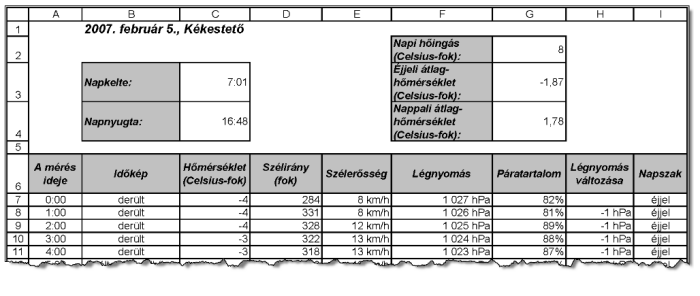 A B C D E F G H I
1 2007. február 5., Kékestető
2 Napi hőingás (Celsius-fok): 8
3 Napkelte: 7:01 Éjjeli átlag-hőmérséklet (Celsius-fok): -1,87
4 Napnyugta: 16:48 Nappali átlag-hőmérséklet (Celsius-fok): 1,78
5
6 A mérés ideje Időkép Hőmérséklet (Celsius-fok) Szélirány (fok) Szélerősség Légnyomás Páratartalom Légnyomás változása Napszak
7 0:00 derült -4 284 8 km/h 1 027 hPa 82% éjjel
8 1:00 derült -4 331 8 km/h 1 026 hPa 81% -1 hPa éjjel
9 2:00 derült -4 328 12 km/h 1 025 hPa 89% -1 hPa éjjel
10 3:00 derült -3 322 13 km/h 1 024 hPa 88% -1 hPa éjjel
11 4:00 derült -3 318 13 km/h 1 023 hPa 87% -1 hPa éjjel